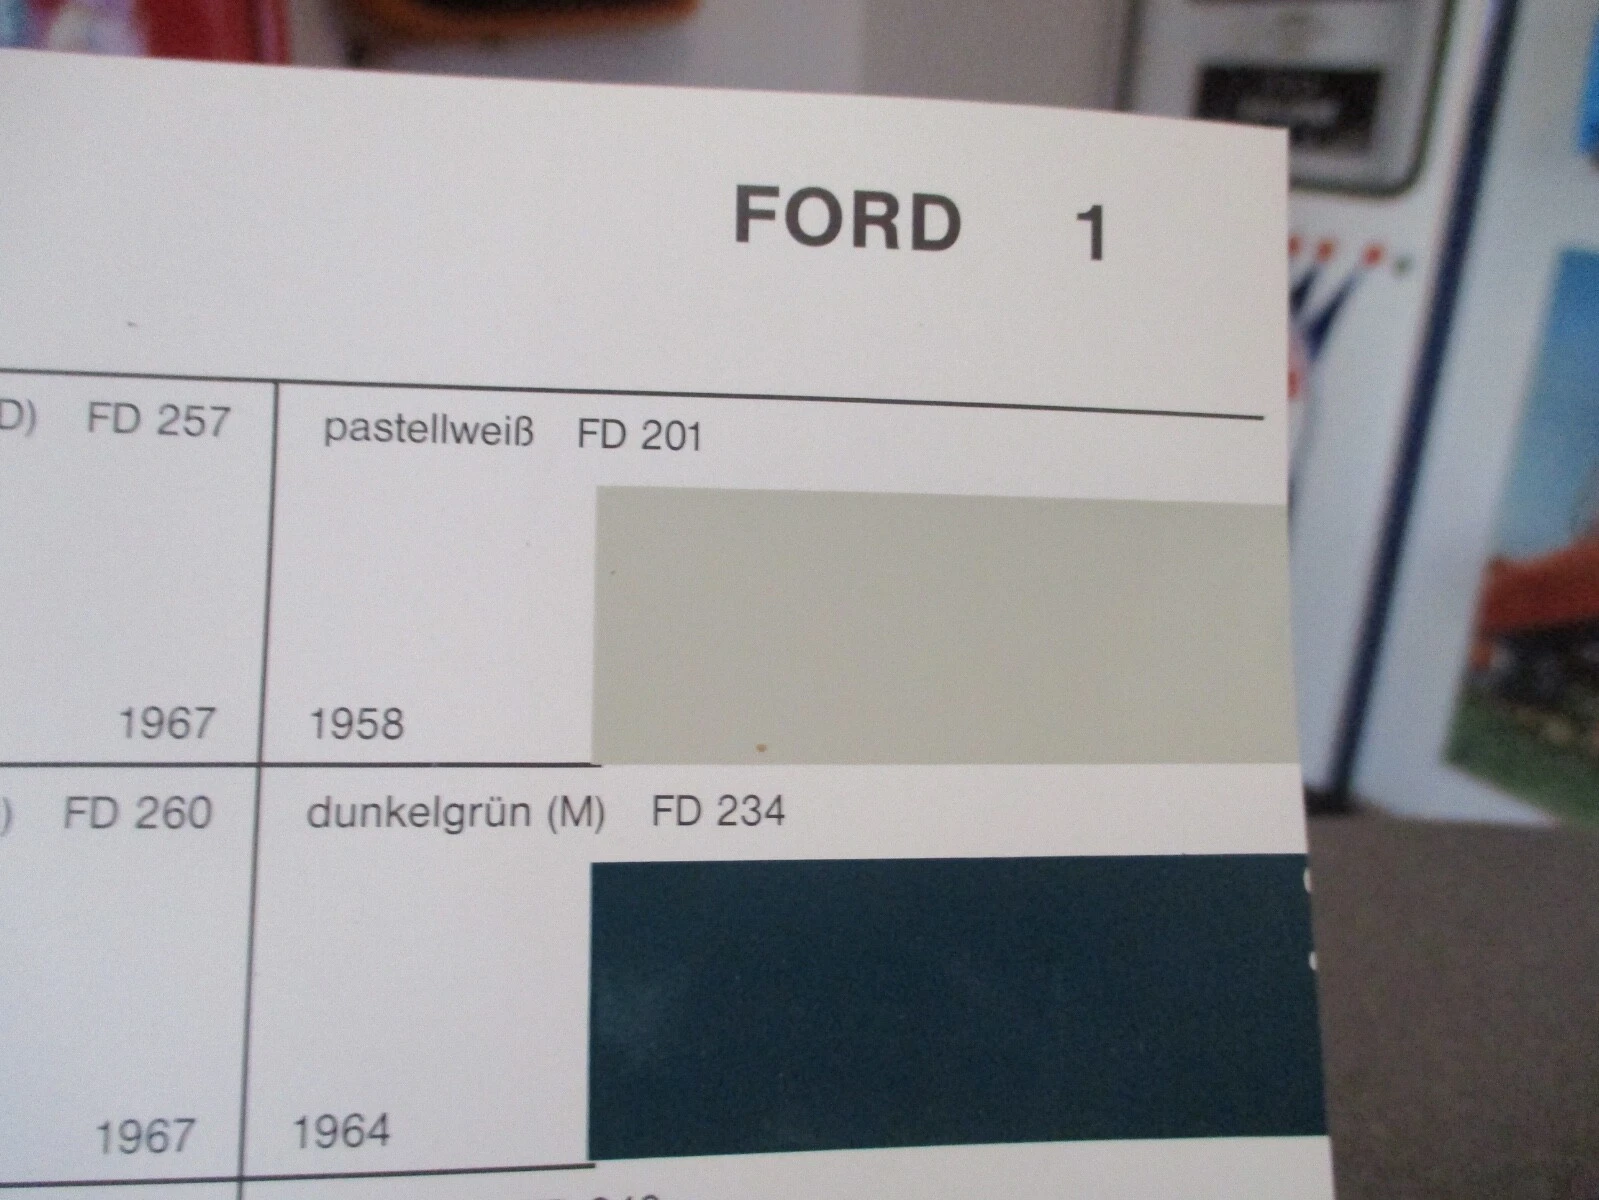 FORD 1
D) FD 257
pastellweiß FD 201
1967
1958
) FD 260
dunkelgrün (M) FD 234
1967
1964